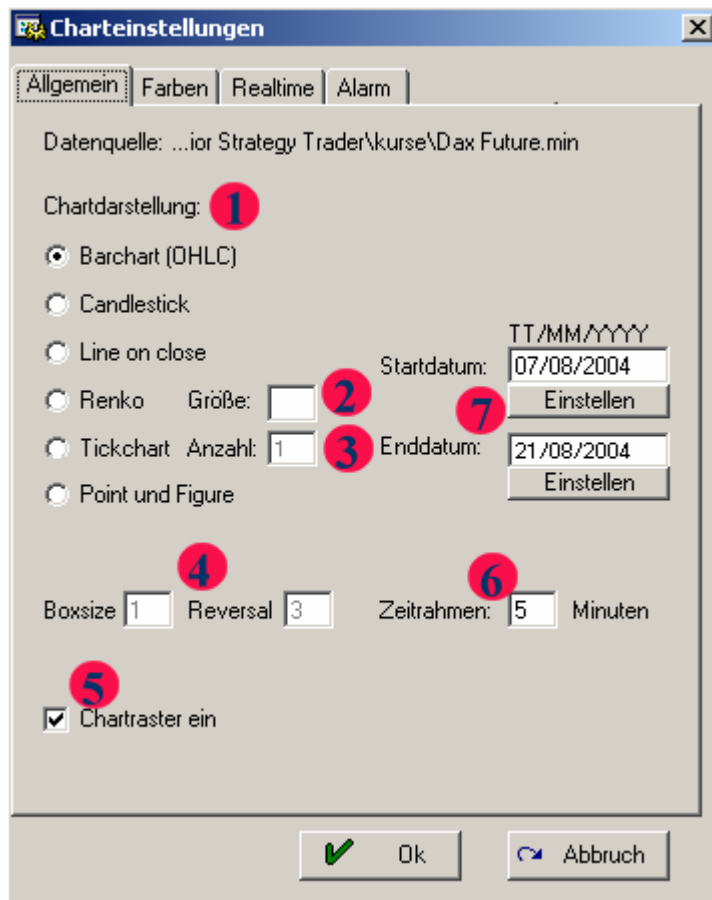 Charteinstellungen
Allgemein Farben Realtime Alarm
Datenquelle: ...ior Strategy Trader\kurse\Dax Future.min
Chartdarstellung: 1
Barchart (OHLC)
Candlestick
Line on close
Renko Größe: 2
Tickchart Anzahl: 1 3
Point und Figure
TT/MM/YYYY
Startdatum: 07/08/2004
7 Einstellen
Enddatum: 21/08/2004
Einstellen
4
Boxsize 1 Reversal 3
6
Zeitrahmen: 5 Minuten
5
Chartraster ein
Ok Abbruch